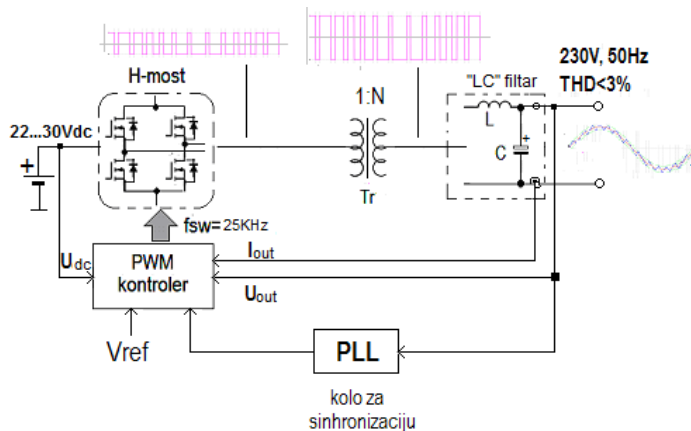 H-most
22...30Vdc
+
fsw= 25KHz
Udc
PWM
kontroler
Vref
Iout
Uout
1:N
Tr
"LC" filtar
L
C
+
230V, 50Hz
THD<3%
PLL
kolo za
sinhronizaciju